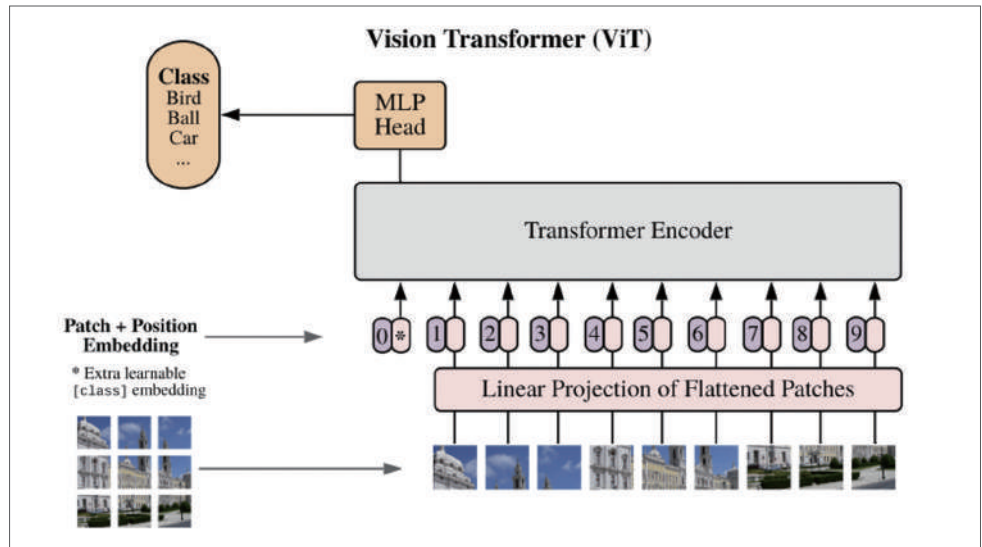 Vision Transformer (ViT)
Class
Bird
Ball
Car
...
MLP
Head
Transformer Encoder
Patch + Position
Embedding
0 * 1 2 3 4 5 6 7 8 9
* Extra learnable
[class] embedding
Linear Projection of Flattened Patches